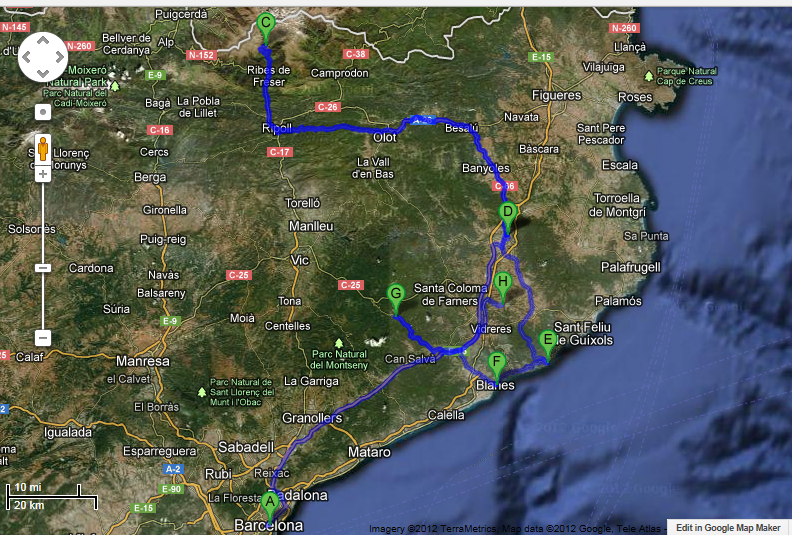 Puigcerdà
N-145
N-260
Bellver de
Cerdanya
Alp
N-260
N-152
C
C-38
E-15
Llançà
Vilajuïga
Parque Natural
Cap de Creus
Natural Park
Parc Natural del
Cadí-Moixeró
E-9
Ribes de
Freser
Camprodon
Figueres
Roses
Bagà
La Pobla
de Lillet
C-26
Navata
C-16
Ripoll
Olot
Besalú
Sant Pere
Pescador
Llorenç
Cercs
C-17
Bàscara
La Vall
d'en Bas
Banyoles
Escala
Berga
C-66
Torelló
Torroella
de Montgrí
Gironella
D
Manlleu
Puig-reig
Sa Punta
Vic
Cardona
Navàs
C-25
Palafrugell
Balsareny
C-25
Santa Coloma
de Farners
H
G
Súria
Tona
Palamós
E-9
Moià
Centelles
Vidreres
Sant Feliu
de Guíxols
E
Calaf
Manresa
Parc Natural
del Montseny
Can Salvà
F
el Calvet
La Garriga
Blanes
Parc Natural de
Sant Llorenç del
Munt i l'Obac
El Borràs
Granollers
Calella
Igualada
Sabadell
Esparreguera
Mataro
A-2
Rubí
Reixac
10 mi
20 km
E-90
La Floresta
A
Badalona
E-15
Barcelona
Imagery ©2012 TerraMetrics, Map data ©2012 Google, Tele Atlas -
Edit in Google Map Maker